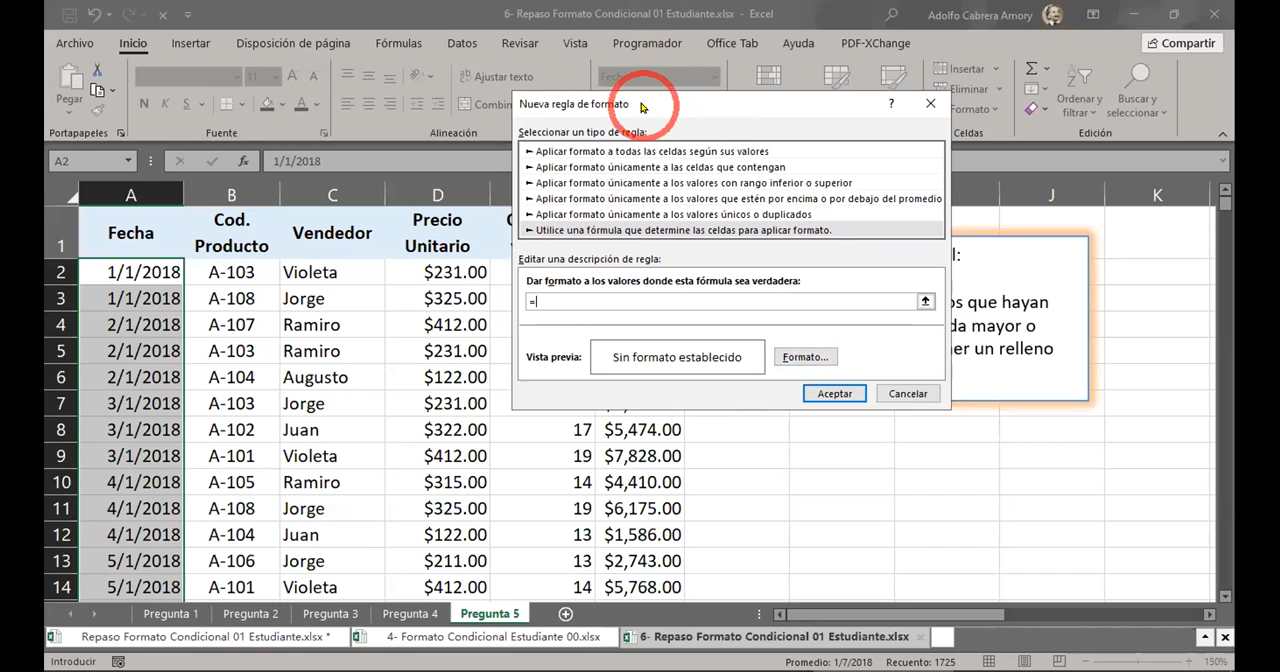 6- Repaso Formato Condicional 01 Estudiante.xlsx - Excel
Adolfo Cabrera Amory
Archivo Inicio Insertar Disposición de página Fórmulas Datos Revisar Vista Programador Office Tab Ayuda PDF-XChange Compartir
Pegar
N K S
11
A A
Ajustar texto
Combin
Fecha
Insertar
Eliminar
Formato
Ordenary
filtrar
Buscar y
seleccionar
Portapapeles Fuente Alineación Celdas Edición
A2 fx 1/1/2018
Nueva regla de formato ?
Seleccionar un tipo de regla:
► Aplicar formato a todas las celdas según sus valores
► Aplicar formato únicamente a las celdas que contengan
► Aplicar formato únicamente a los valores con rango inferior o superior
► Aplicar formato únicamente a los valores que estén por encima o por debajo del promedio
► Aplicar formato únicamente a los valores únicos o duplicados
► Utilice una fórmula que determine las celdas para aplicar formato.
Editar una descripción de regla:
Dar formato a los valores donde esta fórmula sea verdadera:
=
Vista previa: Sin formato establecido Formato...
Aceptar Cancelar
A B C D J K
1 Fecha Cod. Producto Vendedor Precio Unitario
2 1/1/2018 A-103 Violeta $231.00
3 1/1/2018 A-108 Jorge $325.00
4 2/1/2018 A-107 Ramiro $412.00
5 2/1/2018 A-103 Ramiro $231.00
6 2/1/2018 A-104 Augusto $122.00
7 3/1/2018 A-103 Jorge $231.00
8 3/1/2018 A-102 Juan $322.00 17 $5,474.00
9 3/1/2018 A-101 Violeta $412.00 19 $7,828.00
10 4/1/2018 A-105 Ramiro $315.00 14 $4,410.00
11 4/1/2018 A-108 Jorge $325.00 19 $6,175.00
12 4/1/2018 A-104 Juan $122.00 13 $1,586.00
13 5/1/2018 A-106 Jorge $211.00 13 $2,743.00
14 5/1/2018 A-101 Violeta $412.00 14 $5,768.00
l:
os que hayan
da mayor o
ner un relleno
Pregunta 1 Pregunta 2 Pregunta 3 Pregunta 4 Pregunta 5
Repaso Formato Condicional 01 Estudiante.xlsx * 4- Formato Condicional Estudiante 00.xlsx 6- Repaso Formato Condicional 01 Estudiante.xlsx
Introducir Promedio: 1/7/2018 Recuento: 1725 150%